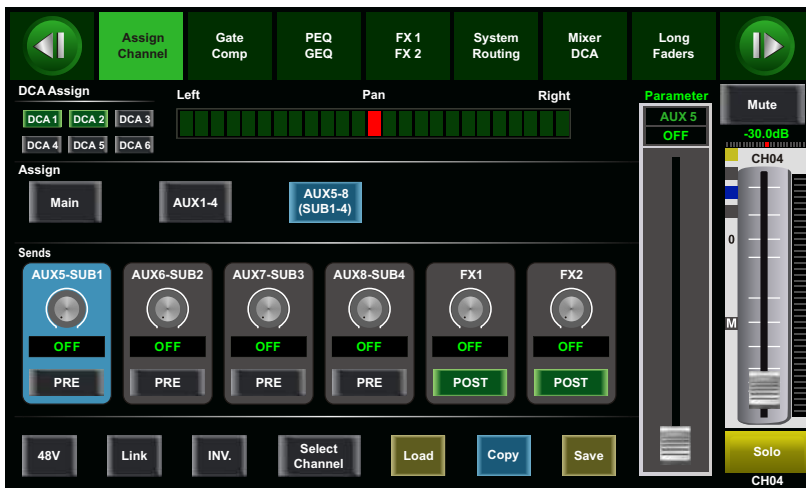 Assign Channel
Gate Comp
PEQ GEQ
FX 1 FX 2
System Routing
Mixer DCA
Long Faders
DCA Assign
DCA 1 DCA 2 DCA 3
DCA 4 DCA 5 DCA 6
Left Pan Right
Parameter
AUX 5
OFF
Mute
-30.0dB
CH04
Assign
Main
AUX1-4
AUX5-8
(SUB1-4)
0
M
Sends
AUX5-SUB1 AUX6-SUB2 AUX7-SUB3 AUX8-SUB4 FX1 FX2
OFF OFF OFF OFF OFF OFF
PRE PRE PRE PRE POST POST
48V
Link
INV.
Select
Channel
Load
Copy
Save
Solo
CH04